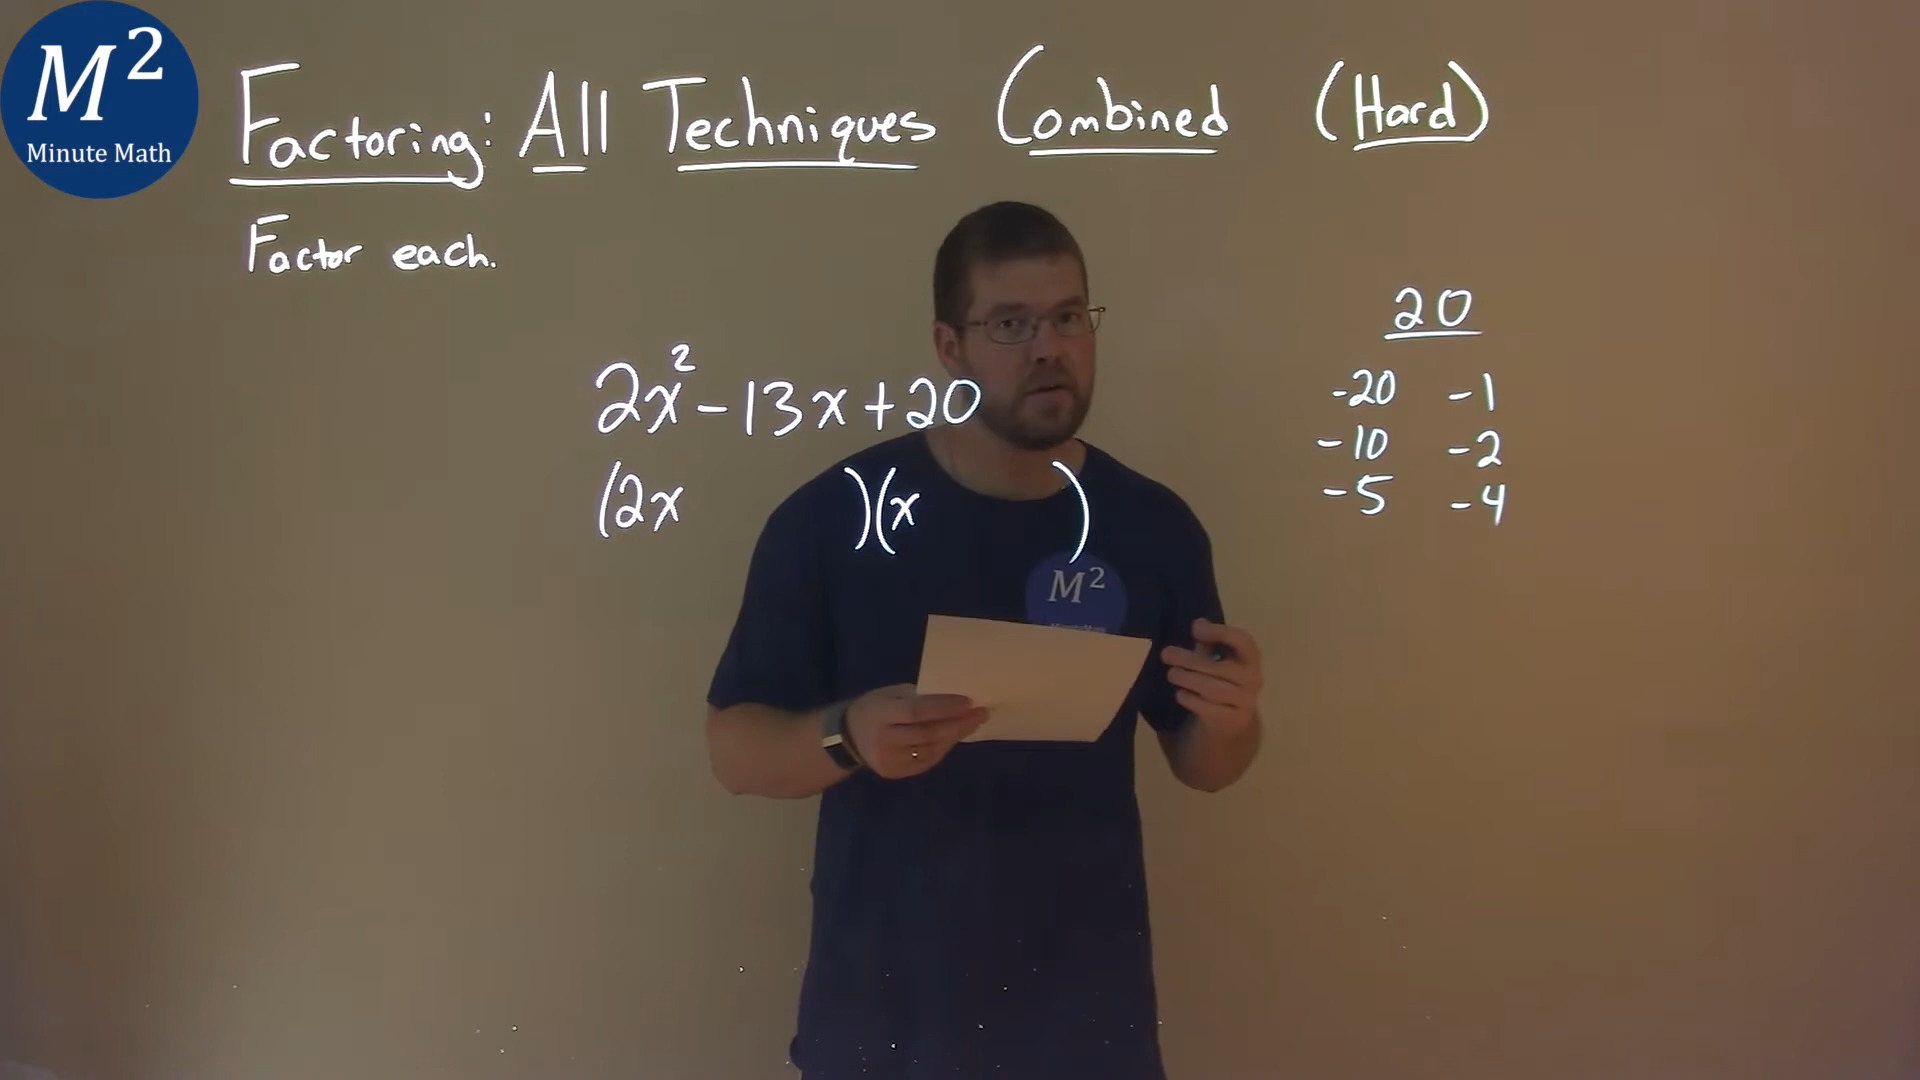 M²
Minute Math
Factoring: All Techniques Combined (Hard)
Factor each.
2x² - 13x + 20
(2x )(x )
20
-20 -1
-10 -2
-5 -4
M²